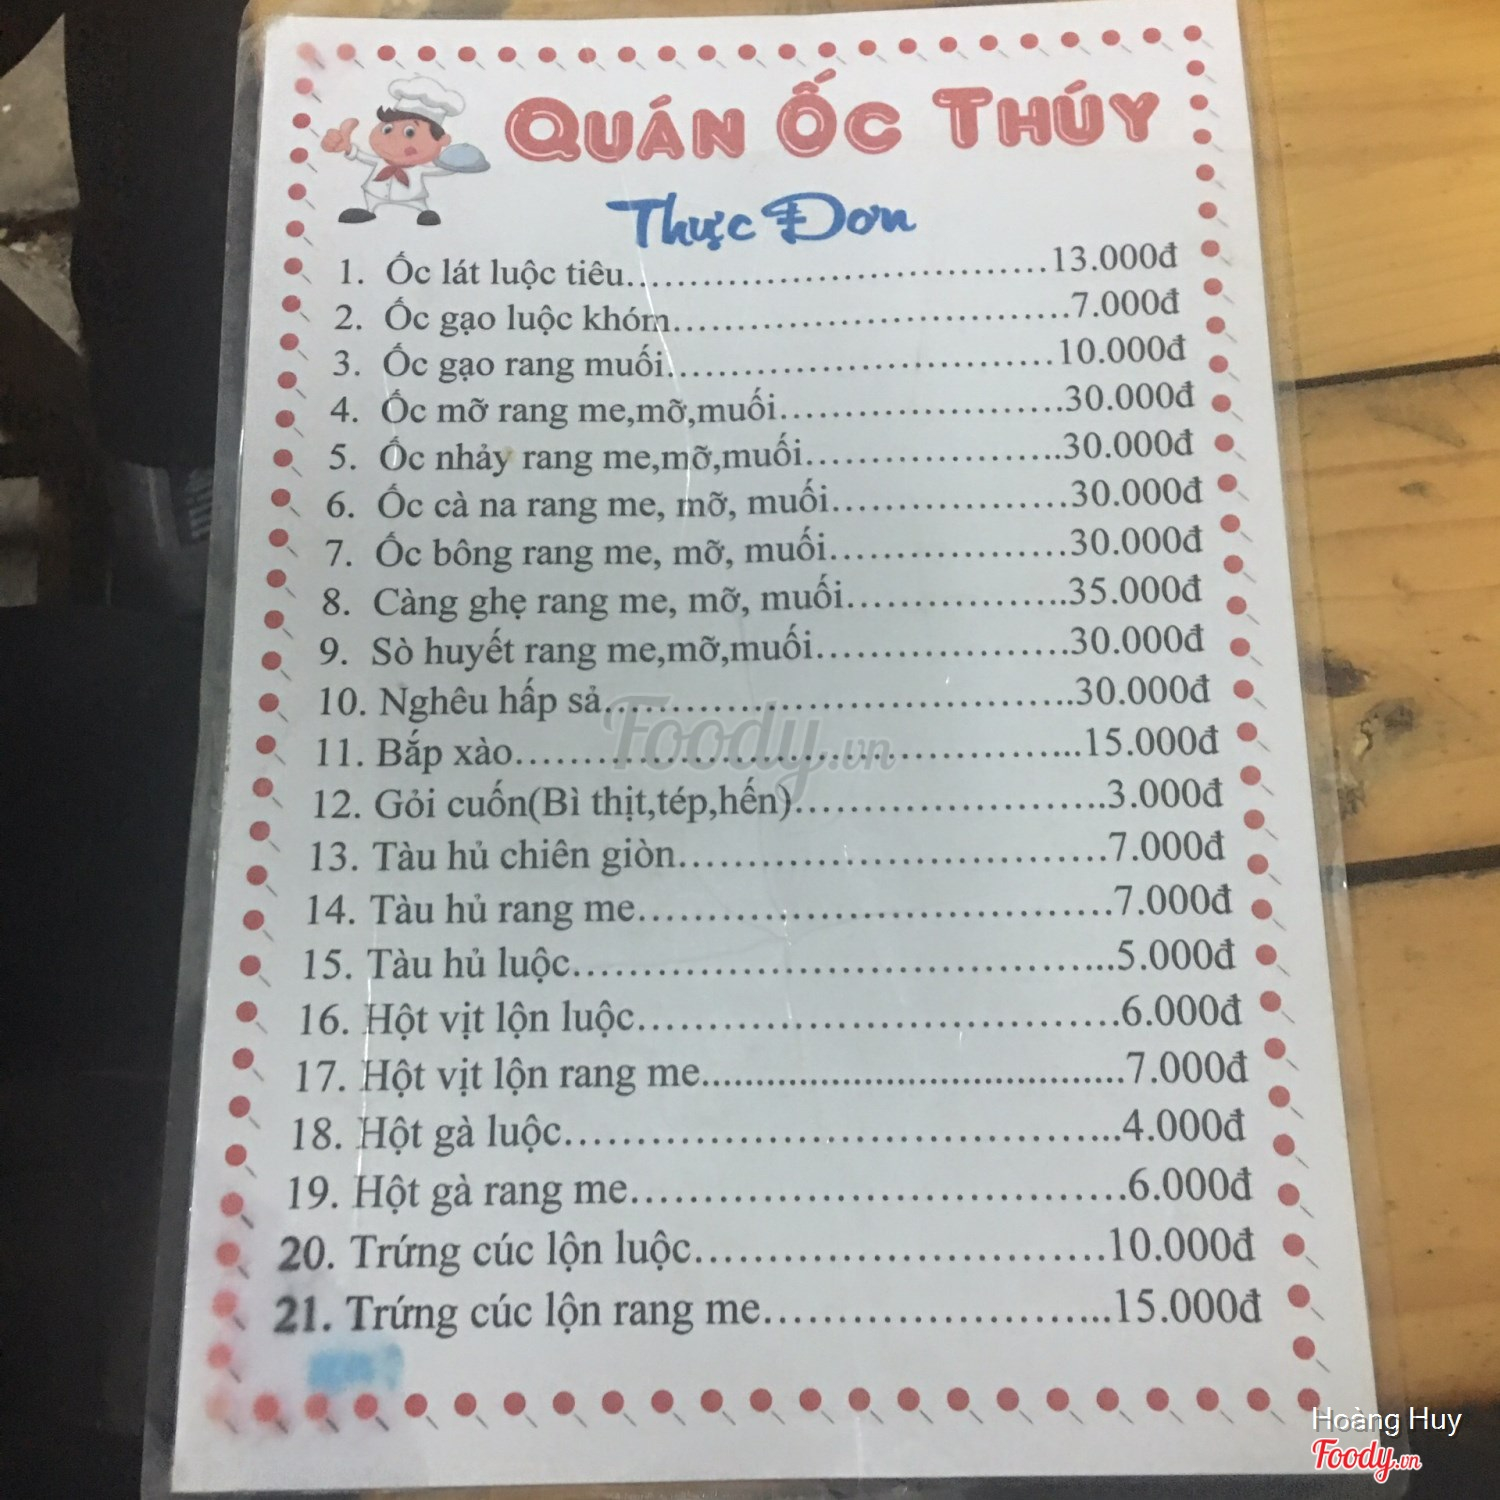 QUÁN ỐC THÚY
Thực Đơn
1. Ốc lát luộc tiêu................................13.000đ
2. Ốc gạo luộc khóm..............................7.000đ
3. Ốc gạo rang muối..............................10.000đ
4. Ốc mỡ rang me,mỡ,muối......................30.000đ
5. Ốc nhảy rang me,mỡ,muối....................30.000đ
6. Ốc cà na rang me, mỡ, muối..................30.000đ
7. Ốc bông rang me, mỡ, muối..................30.000đ
8. Càng ghẹ rang me, mỡ, muối.................35.000đ
9. Sò huyết rang me,mỡ,muối...................30.000đ
10. Nghêu hấp sả..................................30.000đ
11. Bắp xào........................................15.000đ
12. Gỏi cuốn(Bì thịt,tép,hến).......................3.000đ
13. Tàu hủ chiên giòn...............................7.000đ
14. Tàu hủ rang me..................................7.000đ
15. Tàu hủ luộc.......................................5.000đ
16. Hột vịt lộn luộc...................................6.000đ
17. Hột vịt lộn rang me..............................7.000đ
18. Hột gà luộc.......................................4.000đ
19. Hột gà rang me...................................6.000đ
20. Trứng cúc lộn luộc.............................10.000đ
21. Trứng cúc lộn rang me.........................15.000đ
Foody.vn
Hoàng Huy
Foody.vn